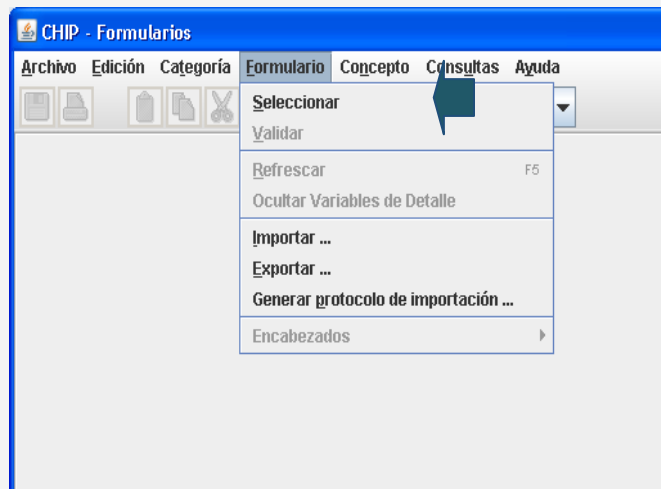 CHIP - Formularios
Archivo Edición Categoría Formulario Concepto Consultas Ayuda
Seleccionar
Validar
Refrescar F5
Ocultar Variables de Detalle
Importar ...
Exportar ...
Generar protocolo de importación ...
Encabezados